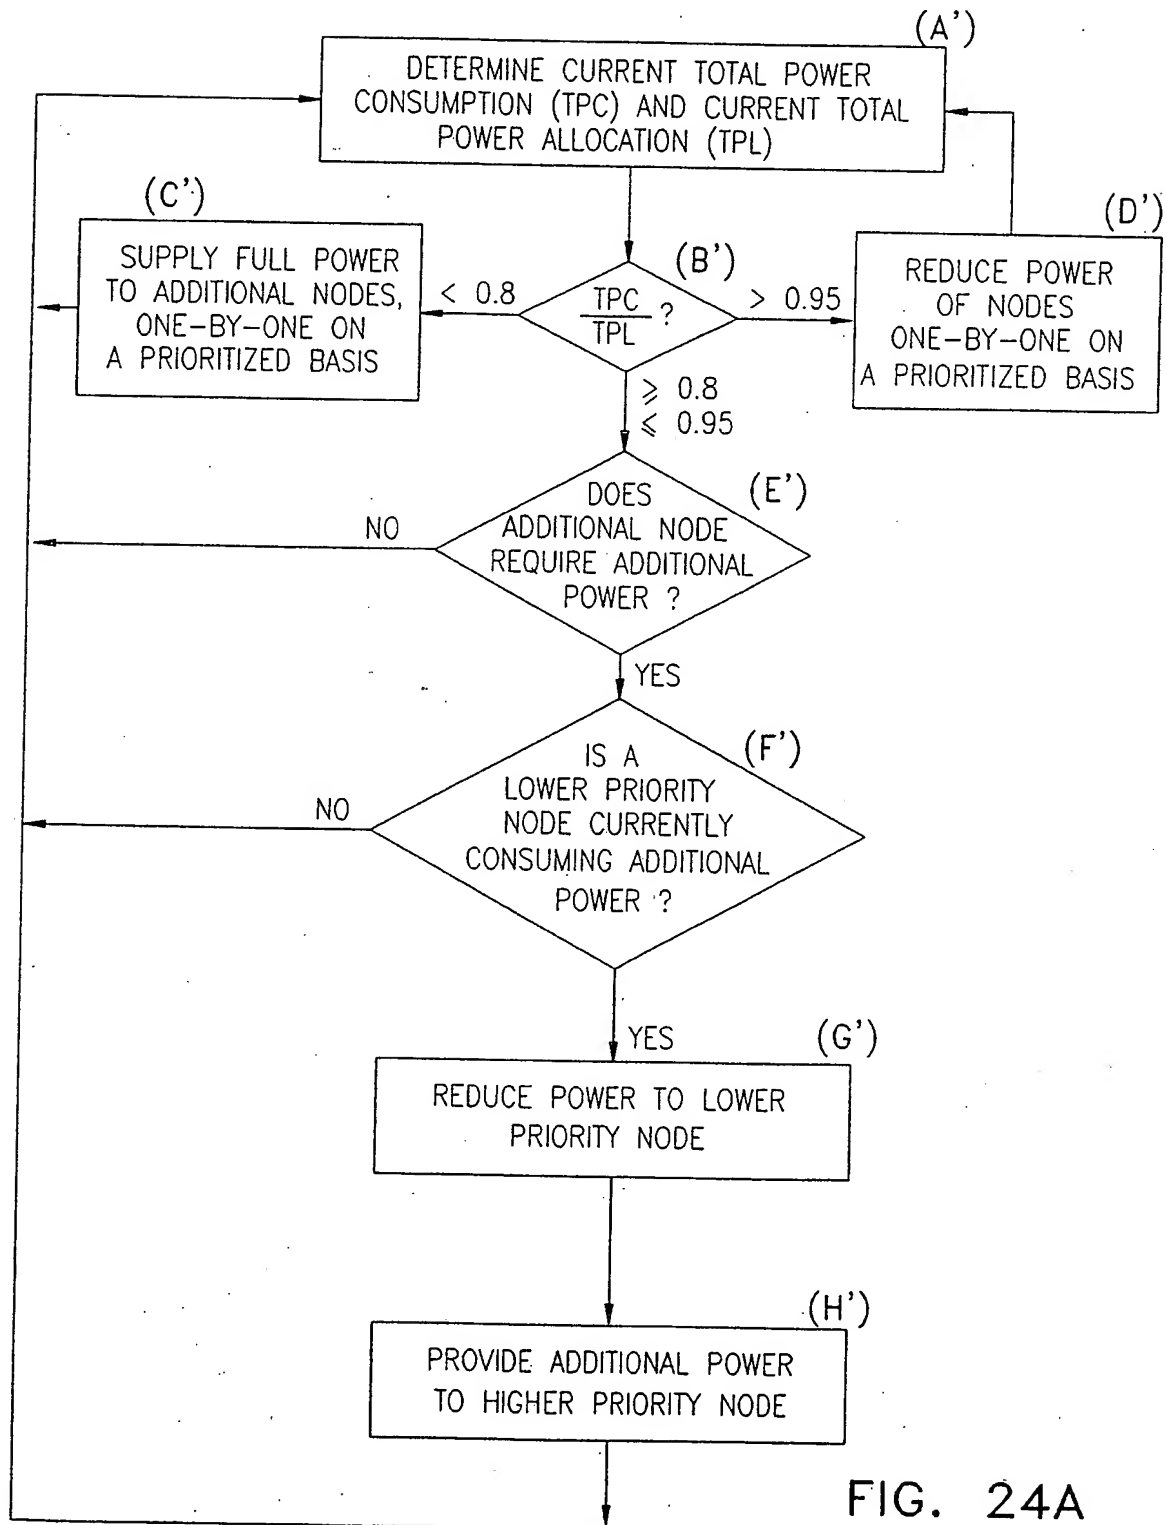 (A')
DETERMINE CURRENT TOTAL POWER
CONSUMPTION (TPC) AND CURRENT TOTAL
POWER ALLOCATION (TPL)
(C')
SUPPLY FULL POWER
TO ADDITIONAL NODES,
ONE-BY-ONE ON
A PRIORITIZED BASIS
< 0.8
(B')
TPC
TPL
?
> 0.95
(D')
REDUCE POWER
OF NODES
ONE-BY-ONE ON
A PRIORITIZED BASIS
⩾ 0.8
⩽ 0.95
(E')
DOES
ADDITIONAL NODE
REQUIRE ADDITIONAL
POWER ?
NO
YES
(F')
IS A
LOWER PRIORITY
NODE CURRENTLY
CONSUMING ADDITIONAL
POWER ?
NO
YES
(G')
REDUCE POWER TO LOWER
PRIORITY NODE
(H')
PROVIDE ADDITIONAL POWER
TO HIGHER PRIORITY NODE
FIG. 24A